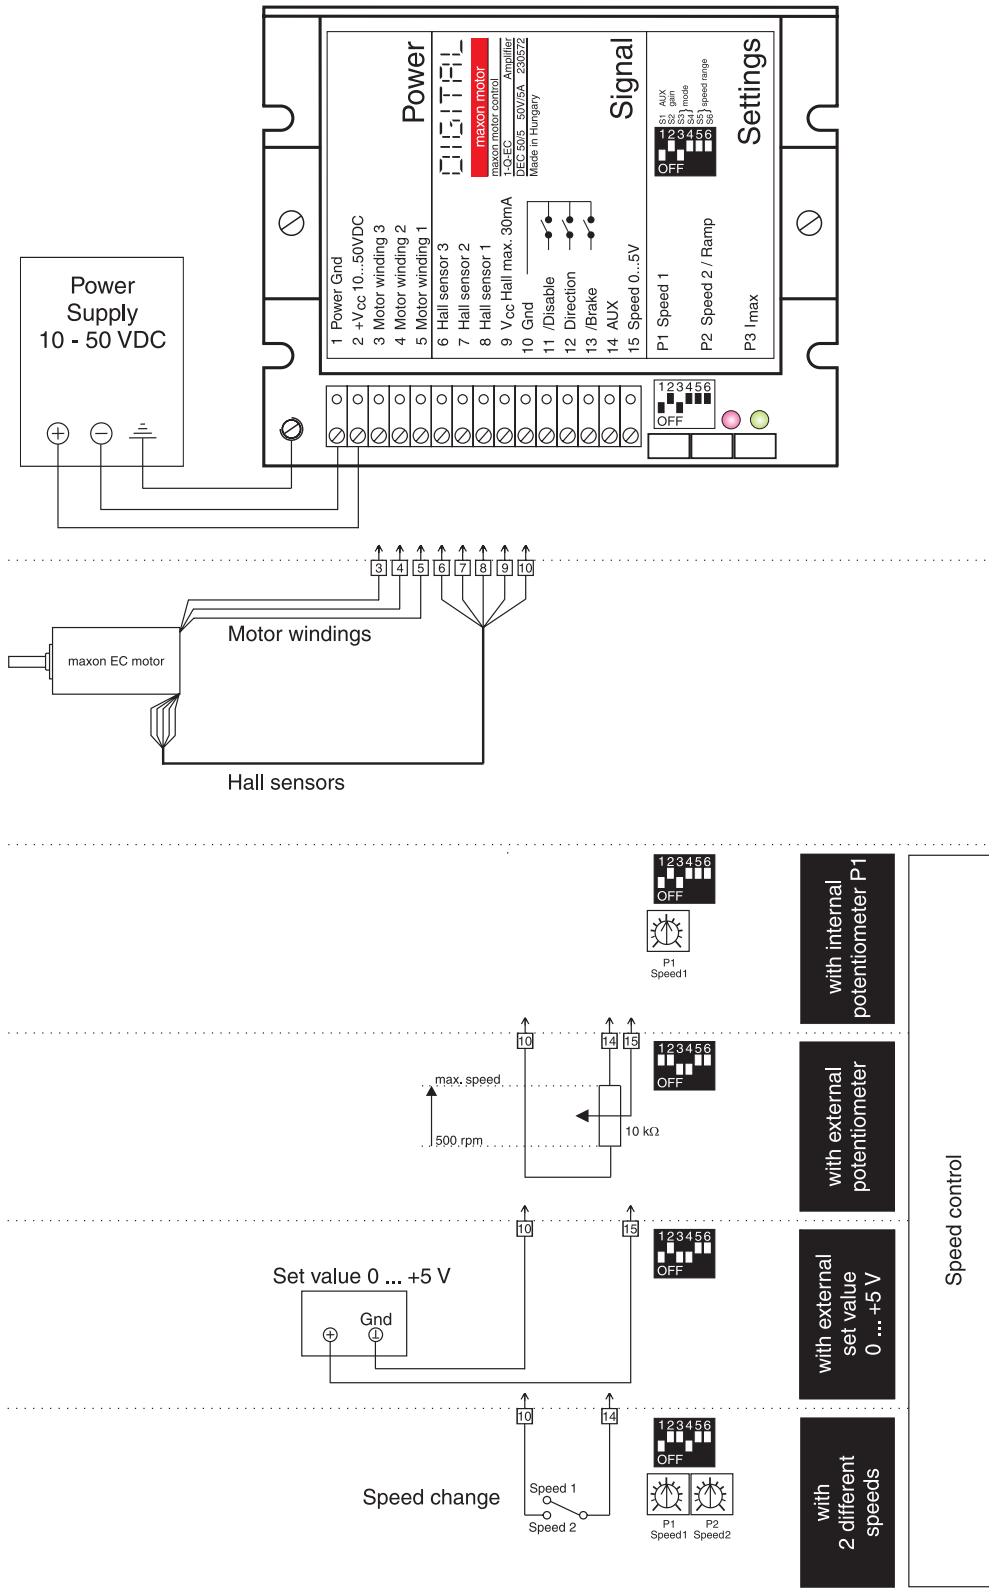 Power
Supply
10 - 50 VDC
Power
1 Power Gnd
2 +Vcc 10...50VDC
3 Motor winding 3
4 Motor winding 2
5 Motor winding 1
DIGITAL
maxon motor
maxon motor control
1-Q-EC Amplifier
DEC 50/5 50V/5A 230572
Made in Hungary
Signal
6 Hall sensor 3
7 Hall sensor 2
8 Hall sensor 1
9 Vcc Hall max. 30mA
10 Gnd
11 /Disable
12 Direction
13 /Brake
14 AUX
15 Speed 0...5V
Settings
S1 AUX
S2 gain
S3 } mode
S4
S5 } speed range
S6
123456
OFF
P1 Speed 1
P2 Speed 2 / Ramp
P3 Imax
123456
OFF
3 4 5 6 7 8 9 10
Motor windings
maxon EC motor
Hall sensors
123456
OFF
P1
Speed1
with internal
potentiometer P1
10 14 15
123456
OFF
max. speed
500 rpm
10 kΩ
with external
potentiometer
Speed control
10 15
123456
OFF
Set value 0 ... +5 V
Gnd
with external
set value
0 ... +5 V
10 14
123456
OFF
Speed change
Speed 1
Speed 2
P1
Speed1
P2
Speed2
with
2 different
speeds